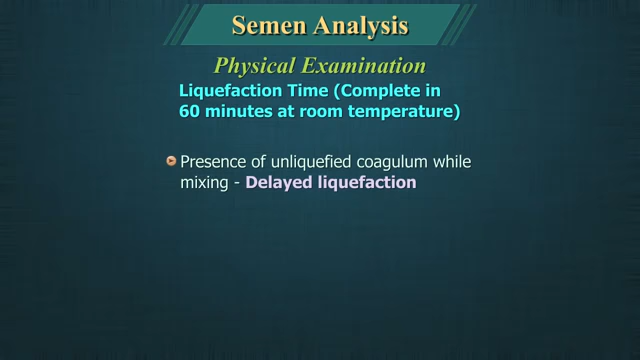 Semen Analysis
Physical Examination
Liquefaction Time (Complete in
60 minutes at room temperature)
Presence of unliquefied coagulum while
mixing - Delayed liquefaction